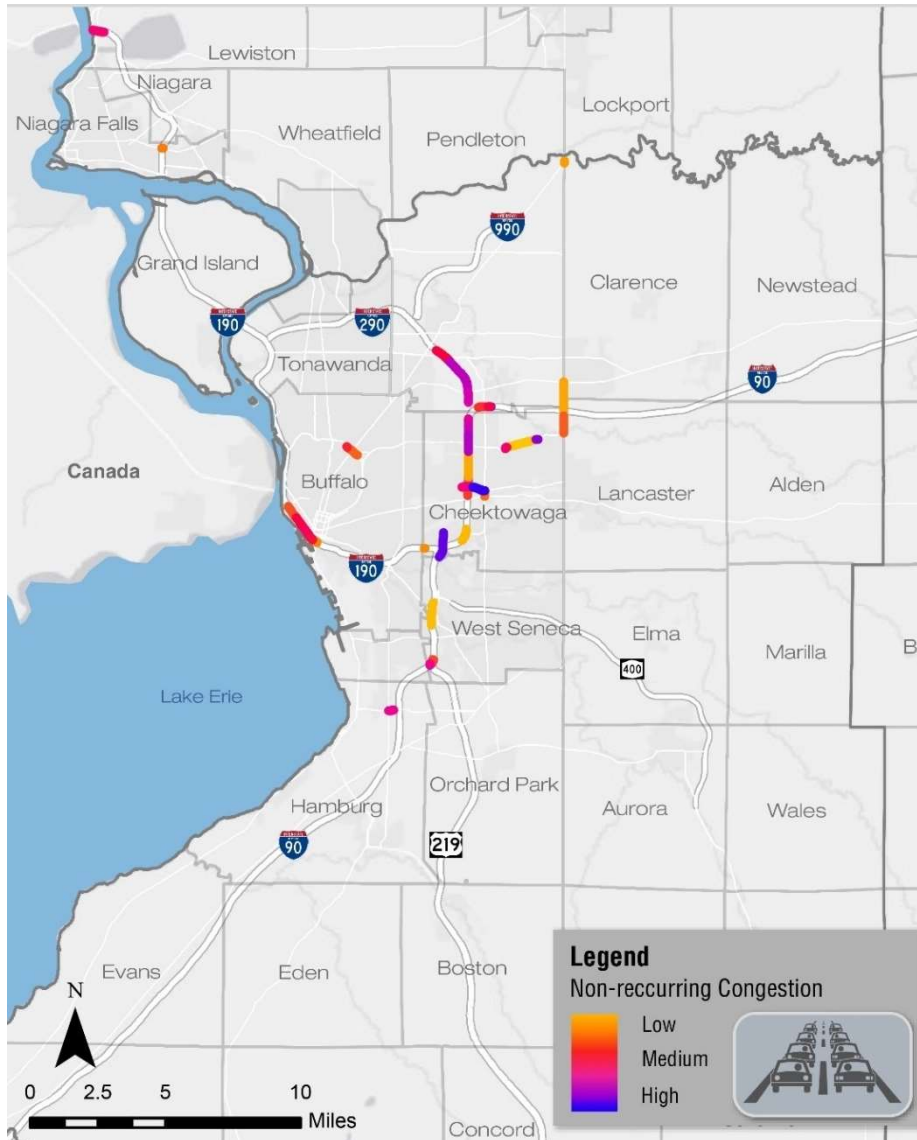 Lewiston
Niagara
Niagara Falls
Lockport
Wheatfield
Pendleton
990
Grand Island
Clarence
Newstead
190
290
Tonawanda
90
Canada
Buffalo
Lancaster
Alden
Cheektowaga
190
West Seneca
Elma
Marilla
B
400
Lake Erie
Orchard Park
Hamburg
Aurora
Wales
90
219
Evans
Eden
Boston
Concord
N
0 2.5 5 10
Miles
Legend
Non-reccurring Congestion
Low
Medium
High